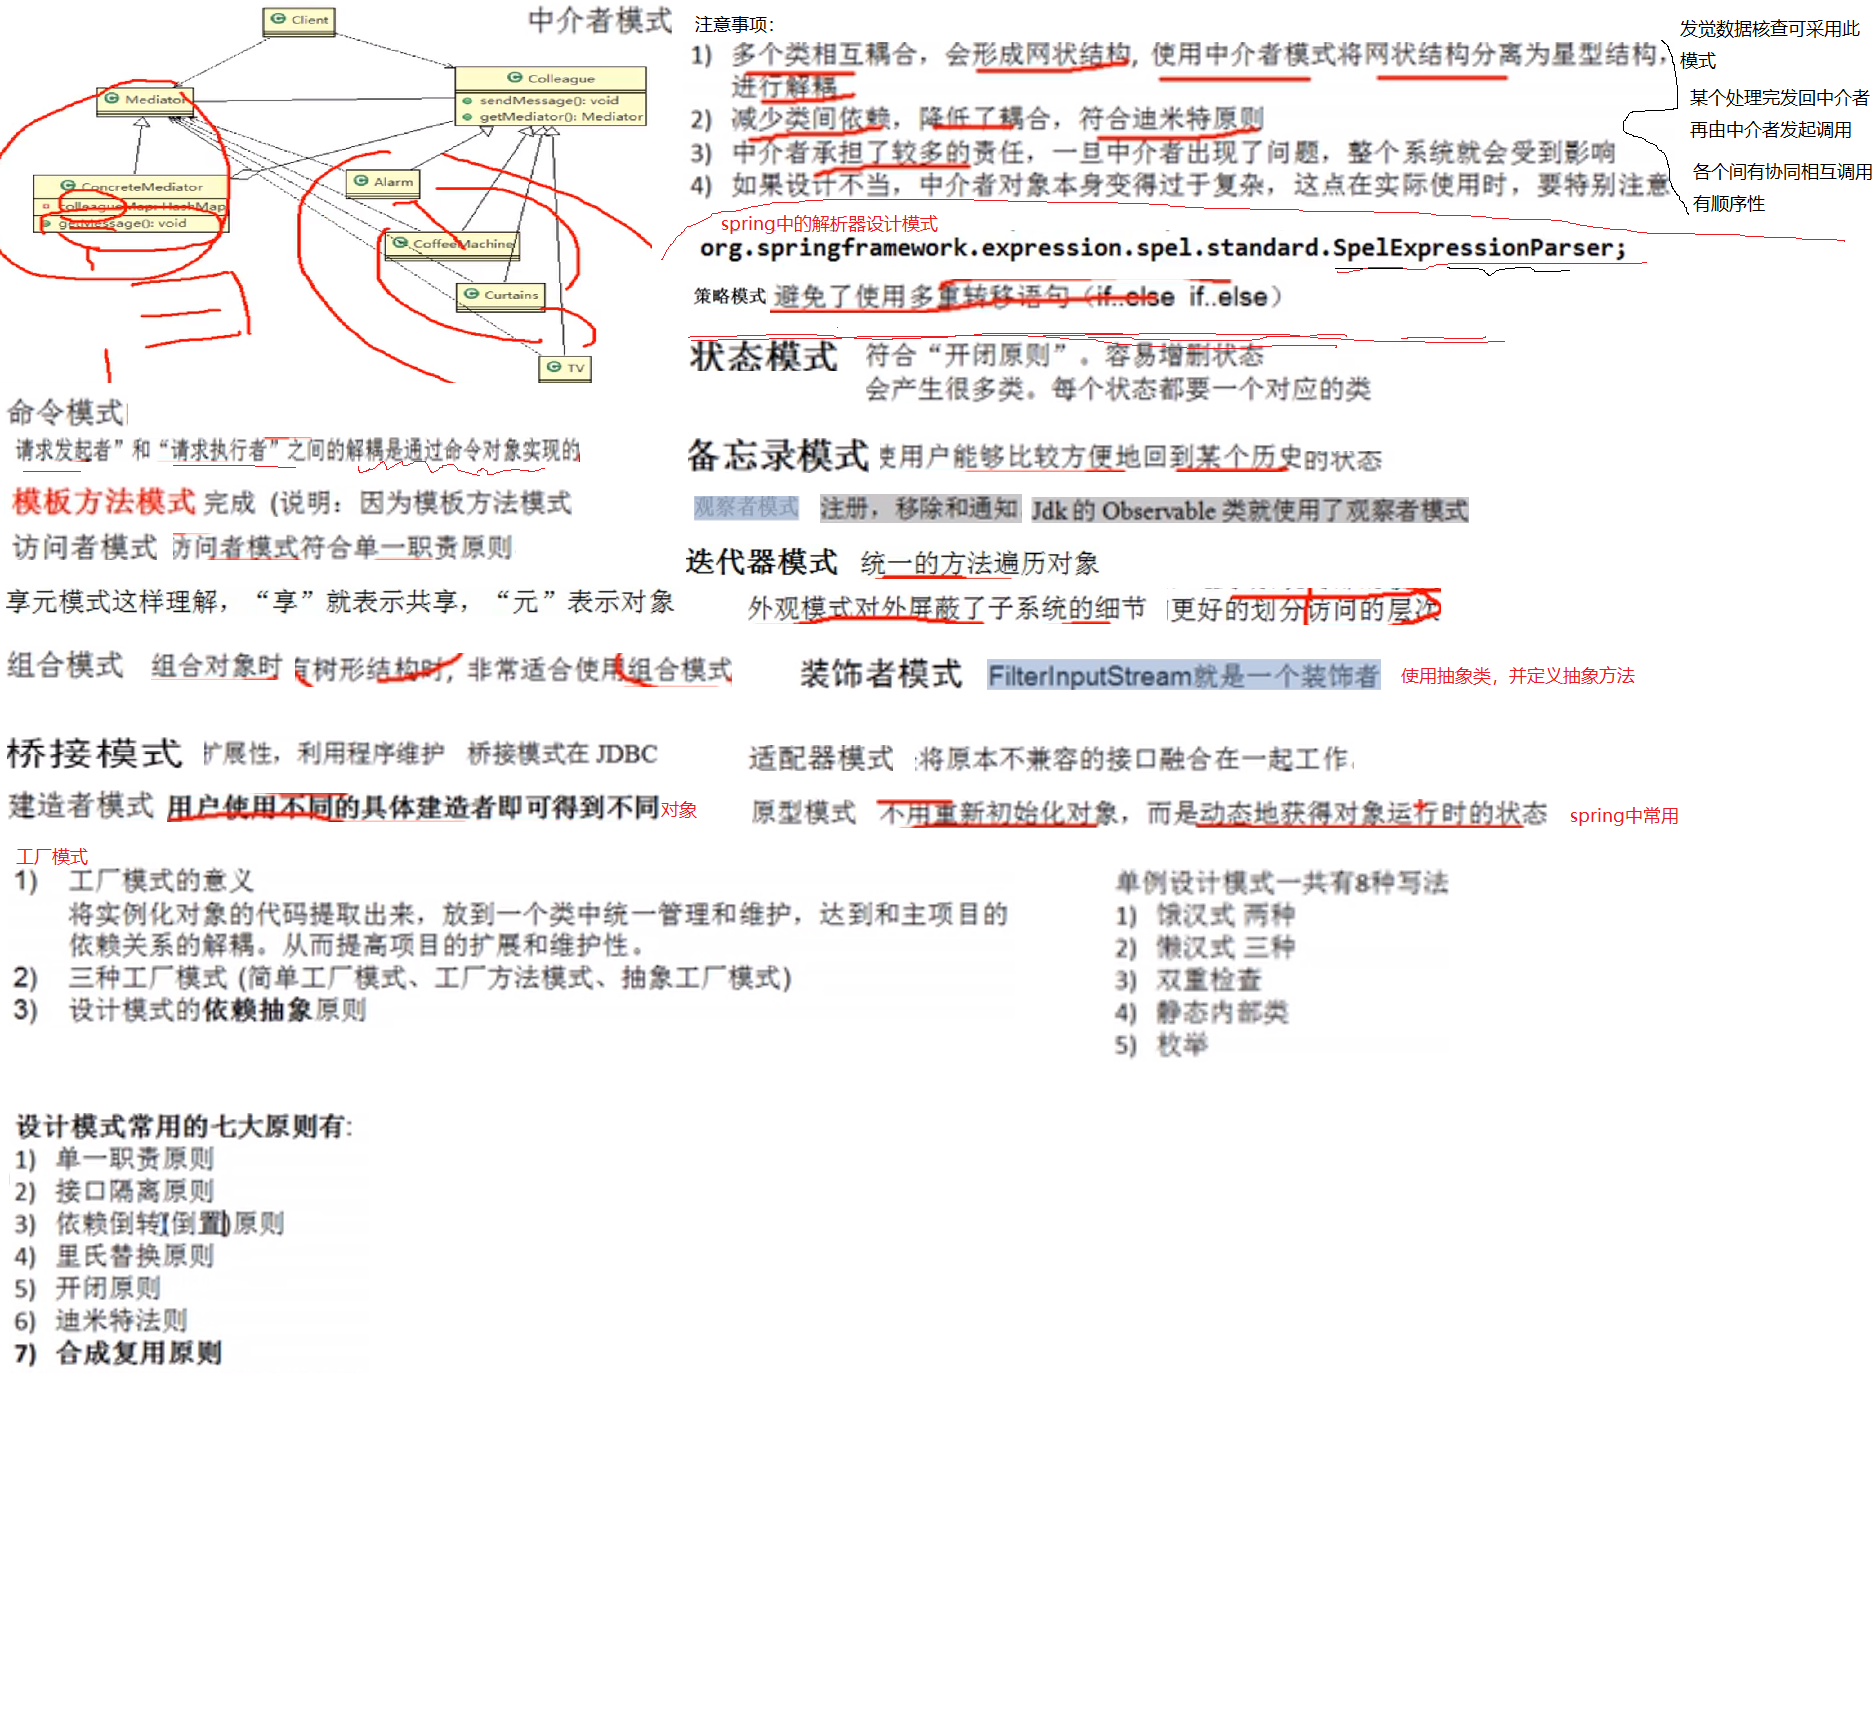 Client
中介者模式
Mediator
Colleague
sendMessage(): void
getMediator(): Mediator
ConcreteMediator
colleagueMap: HashMap
getMessage(): void
Alarm
CoffeeMachine
Curtains
TV
注意事项:
1) 多个类相互耦合，会形成网状结构, 使用中介者模式将网状结构分离为星型结构，
进行解耦
2) 减少类间依赖，降低了耦合，符合迪米特原则
3) 中介者承担了较多的责任，一旦中介者出现了问题，整个系统就会受到影响
4) 如果设计不当，中介者对象本身变得过于复杂，这点在实际使用时，要特别注意
发觉数据核查可采用此
模式
某个处理完发回中介者
再由中介者发起调用
各个间有协同相互调用
有顺序性
spring中的解析器设计模式
org.springframework.expression.spel.standard.SpelExpressionParser;
策略模式 避免了使用多重转移语句（if..else if..else）
状态模式 符合“开闭原则”。容易增删状态
会产生很多类。每个状态都要一个对应的类
命令模式
请求发起者”和“请求执行者”之间的解耦是通过命令对象实现的
备忘录模式 使用户能够比较方便地回到某个历史的状态
模板方法模式 完成 (说明：因为模板方法模式
观察者模式 注册，移除和通知 Jdk 的 Observable 类就使用了观察者模式
访问者模式 访问者模式符合单一职责原则
迭代器模式 统一的方法遍历对象
享元模式这样理解，“享”就表示共享，“元”表示对象
外观模式对外屏蔽了子系统的细节 更好的划分访问的层次
组合模式 组合对象时 有树形结构时, 非常适合使用组合模式
装饰者模式 FilterInputStream就是一个装饰者 使用抽象类，并定义抽象方法
桥接模式 扩展性，利用程序维护 桥接模式在 JDBC
适配器模式 将原本不兼容的接口融合在一起工作.
建造者模式 用户使用不同的具体建造者即可得到不同对象
原型模式 不用重新初始化对象，而是动态地获得对象运行时的状态 spring中常用
工厂模式
1) 工厂模式的意义
将实例化对象的代码提取出来，放到一个类中统一管理和维护，达到和主项目的
依赖关系的解耦。从而提高项目的扩展和维护性。
2) 三种工厂模式 (简单工厂模式、工厂方法模式、抽象工厂模式)
3) 设计模式的依赖抽象原则
单例设计模式一共有8种写法
1) 饿汉式 两种
2) 懒汉式 三种
3) 双重检查
4) 静态内部类
5) 枚举
设计模式常用的七大原则有:
1) 单一职责原则
2) 接口隔离原则
3) 依赖倒转(倒置)原则
4) 里氏替换原则
5) 开闭原则
6) 迪米特法则
7) 合成复用原则